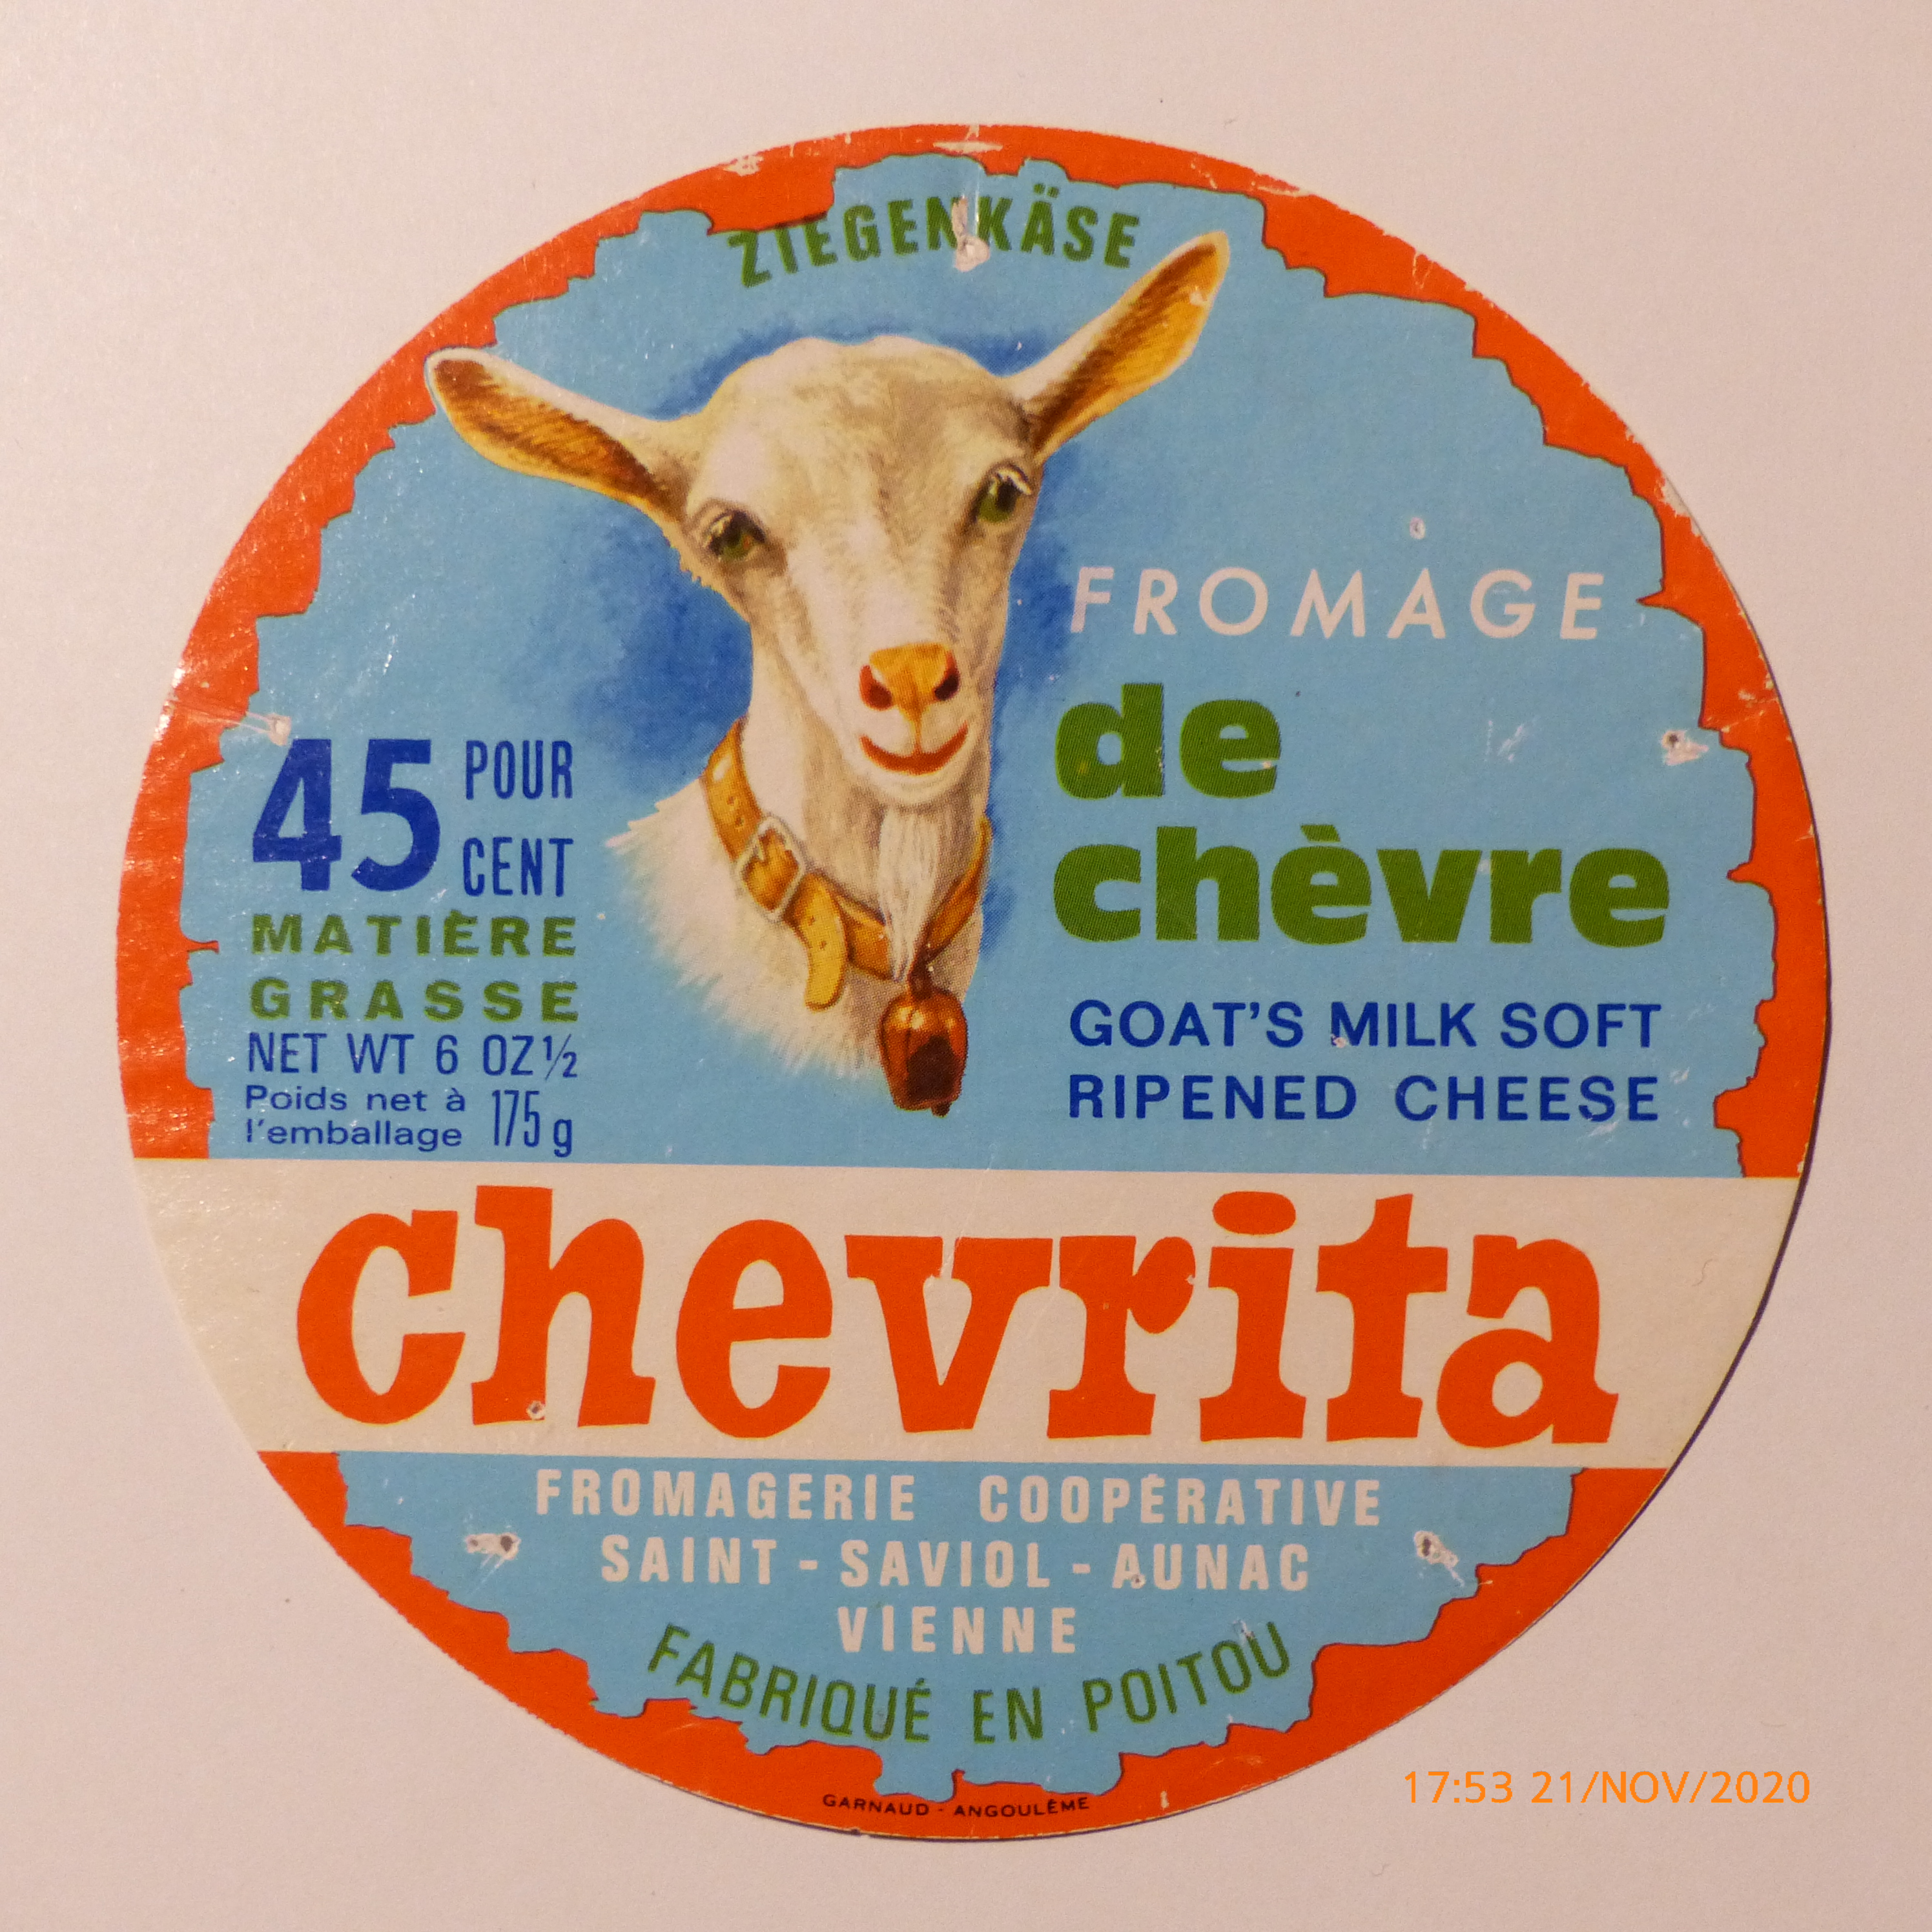 ZIEGENKÄSE
FROMAGE
de
chèvre
GOAT'S MILK SOFT
RIPENED CHEESE
45 POUR
CENT
MATIÈRE
GRASSE
NET WT 6 OZ ½
Poids net à
l'emballage 175 g
chevrita
FROMAGERIE COOPÉRATIVE
SAINT - SAVIOL - AUNAC
VIENNE
FABRIQUÉ EN POITOU
GARNAUD - ANGOULÊME
17:53 21/NOV/2020